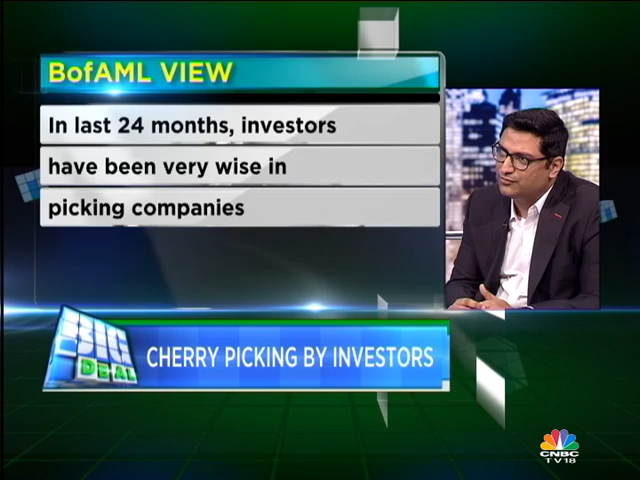 BofAML VIEW
In last 24 months, investors
have been very wise in
picking companies
BIG
DEAL
CHERRY PICKING BY INVESTORS
CNBC
TV18